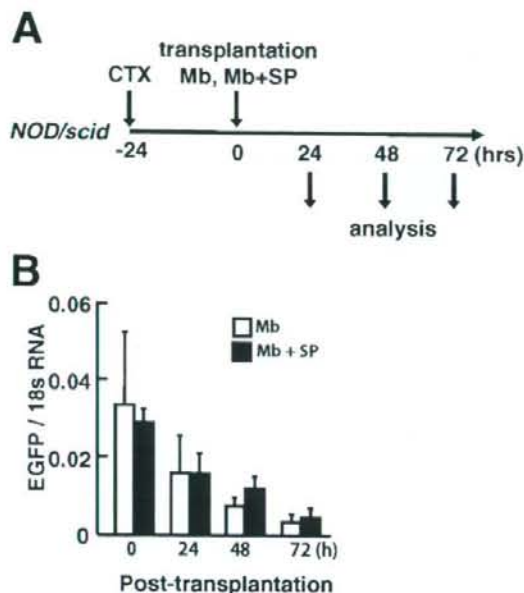 A
transplantation
CTX Mb, Mb+SP
NOD/scid
-24 0 24 48 72 (hrs)
analysis
B
0.06
0.04
0.02
0
EGFP / 18s RNA
Mb
Mb + SP
0 24 48 72 (h)
Post-transplantation